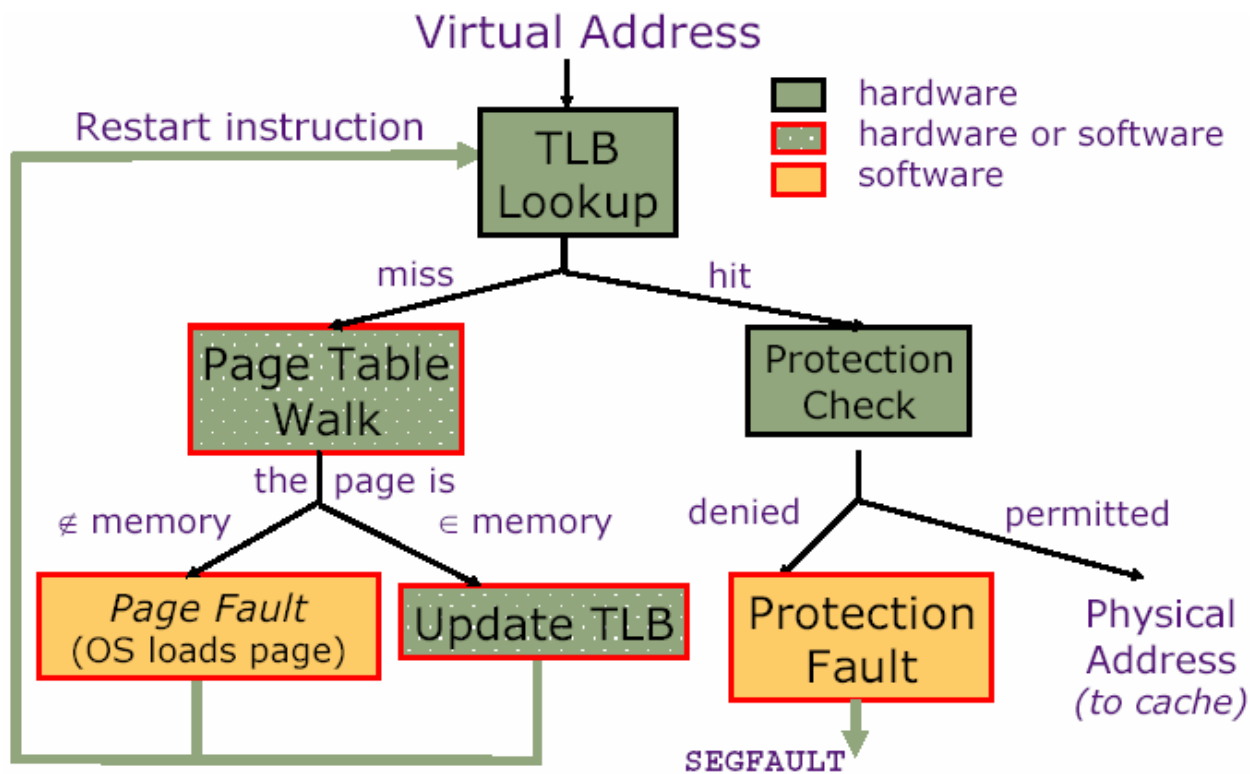 Virtual Address
hardware
Restart instruction
hardware or software
TLB
Lookup
software
miss
hit
Page Table
Walk
Protection
Check
the page is
∉ memory
∈ memory
denied
permitted
Page Fault
(OS loads page)
Update TLB
Protection
Fault
Physical
Address
(to cache)
SEGFAULT